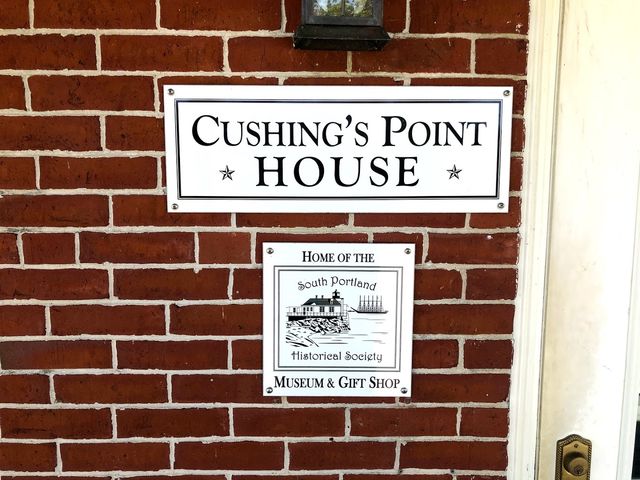 CUSHING'S POINT
HOUSE
HOME OF THE
South Portland
Historical Society
MUSEUM & GIFT SHOP